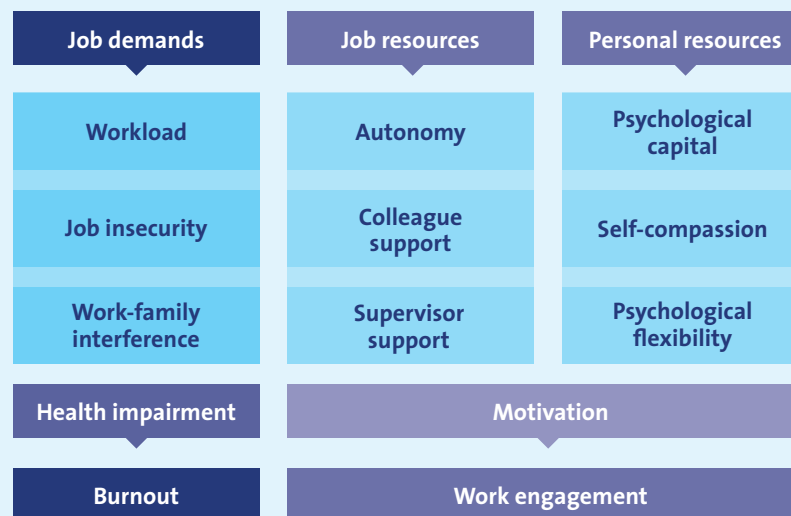 Job demands
Job resources
Personal resources
Workload
Autonomy
Psychological
capital
Job insecurity
Colleague
support
Self-compassion
Work-family
interference
Supervisor
support
Psychological
flexibility
Health impairment
Motivation
Burnout
Work engagement